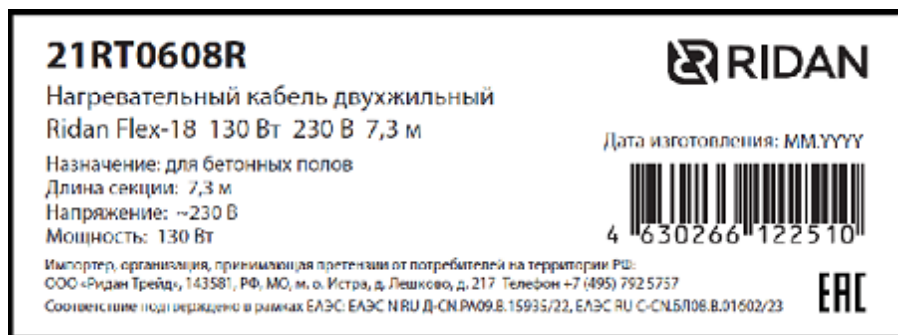 21RT0608R
RIDAN
Нагревательный кабель двухжильный
Ridan Flex-18 130 Вт 230 В 7,3 м
Дата изготовления: MM.YYYY
Назначение: для бетонных полов
Длина секции: 7,3 м
Напряжение: ~230 В
Мощность: 130 Вт
4 630266 122510
Импортер, организация, принимающая претензии от потребителей на территории РФ:
ООО «Ридан Трейд», 143581, РФ, МО, м. о. Истра, д. Лешково, д. 217 Телефон +7 (495) 792 5757
Соответствие подтверждено в рамках ЕАЭС: ЕАЭС N RU Д-CN.РА09.В.15935/22, ЕАЭС RU С-CN.БЛ08.В.01602/23
EAC